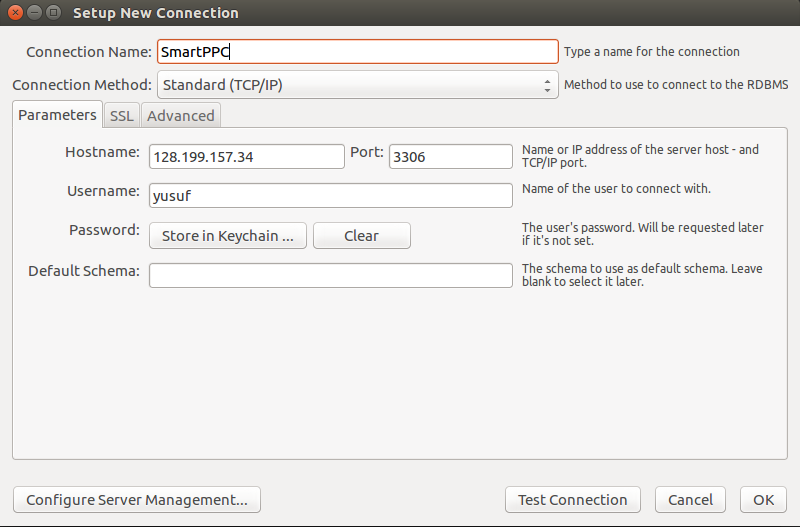 Setup New Connection
Connection Name: SmartPPC Type a name for the connection
Connection Method: Standard (TCP/IP) Method to use to connect to the RDBMS
Parameters SSL Advanced
Hostname: 128.199.157.34 Port: 3306 Name or IP address of the server host - and
TCP/IP port.
Username: yusuf Name of the user to connect with.
Password: Store in Keychain ... Clear The user's password. Will be requested later
if it's not set.
Default Schema: The schema to use as default schema. Leave
blank to select it later.
Configure Server Management... Test Connection Cancel OK